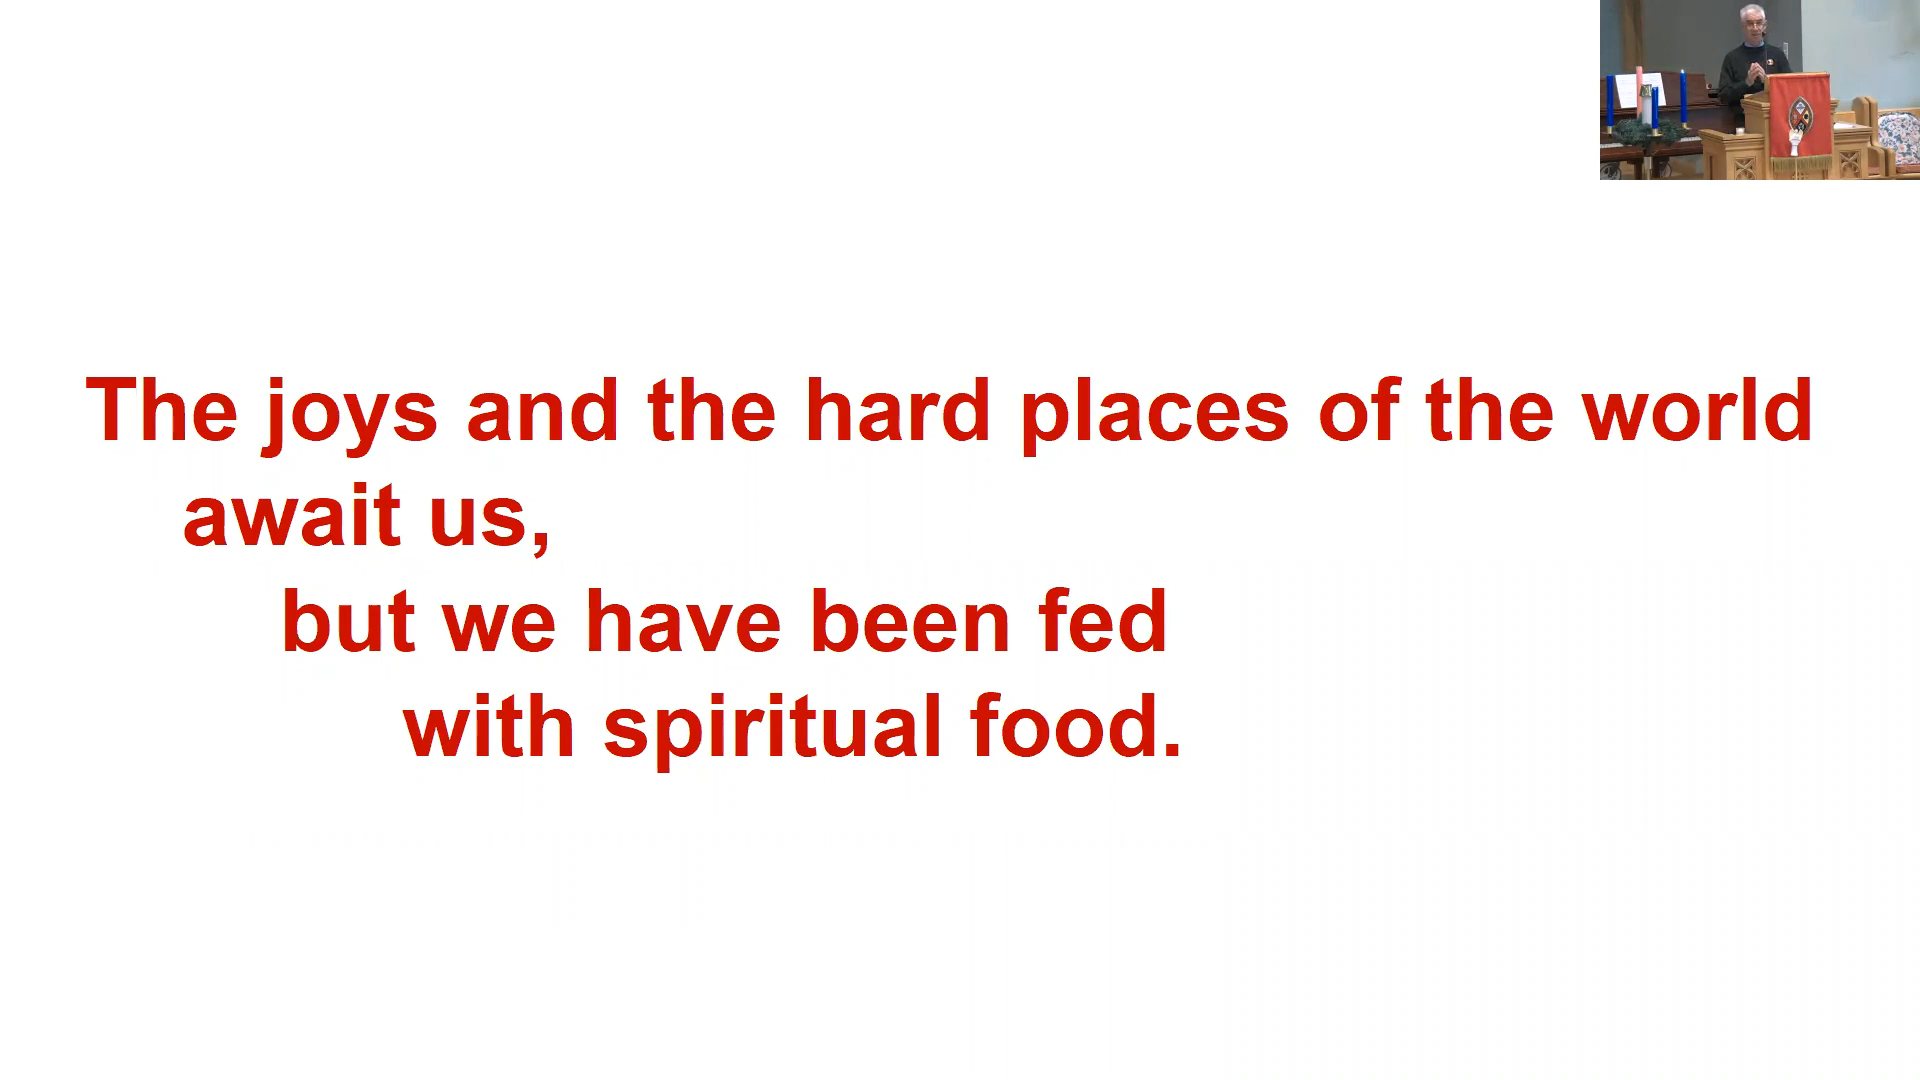 The joys and the hard places of the world
await us,
but we have been fed
with spiritual food.